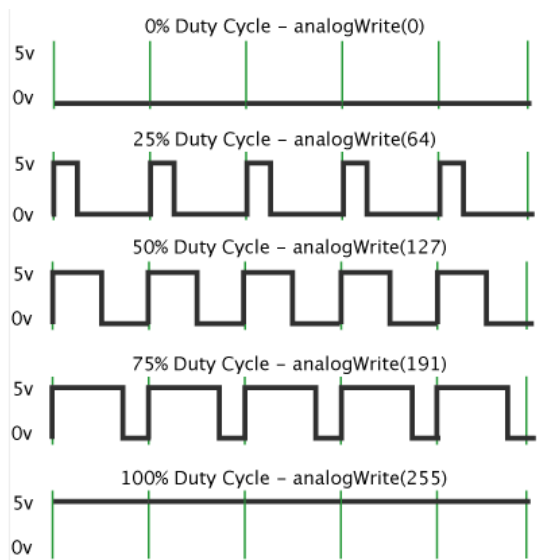 0% Duty Cycle – analogWrite(0)
5v
0v
25% Duty Cycle – analogWrite(64)
5v
0v
50% Duty Cycle – analogWrite(127)
5v
0v
75% Duty Cycle – analogWrite(191)
5v
0v
100% Duty Cycle – analogWrite(255)
5v
0v